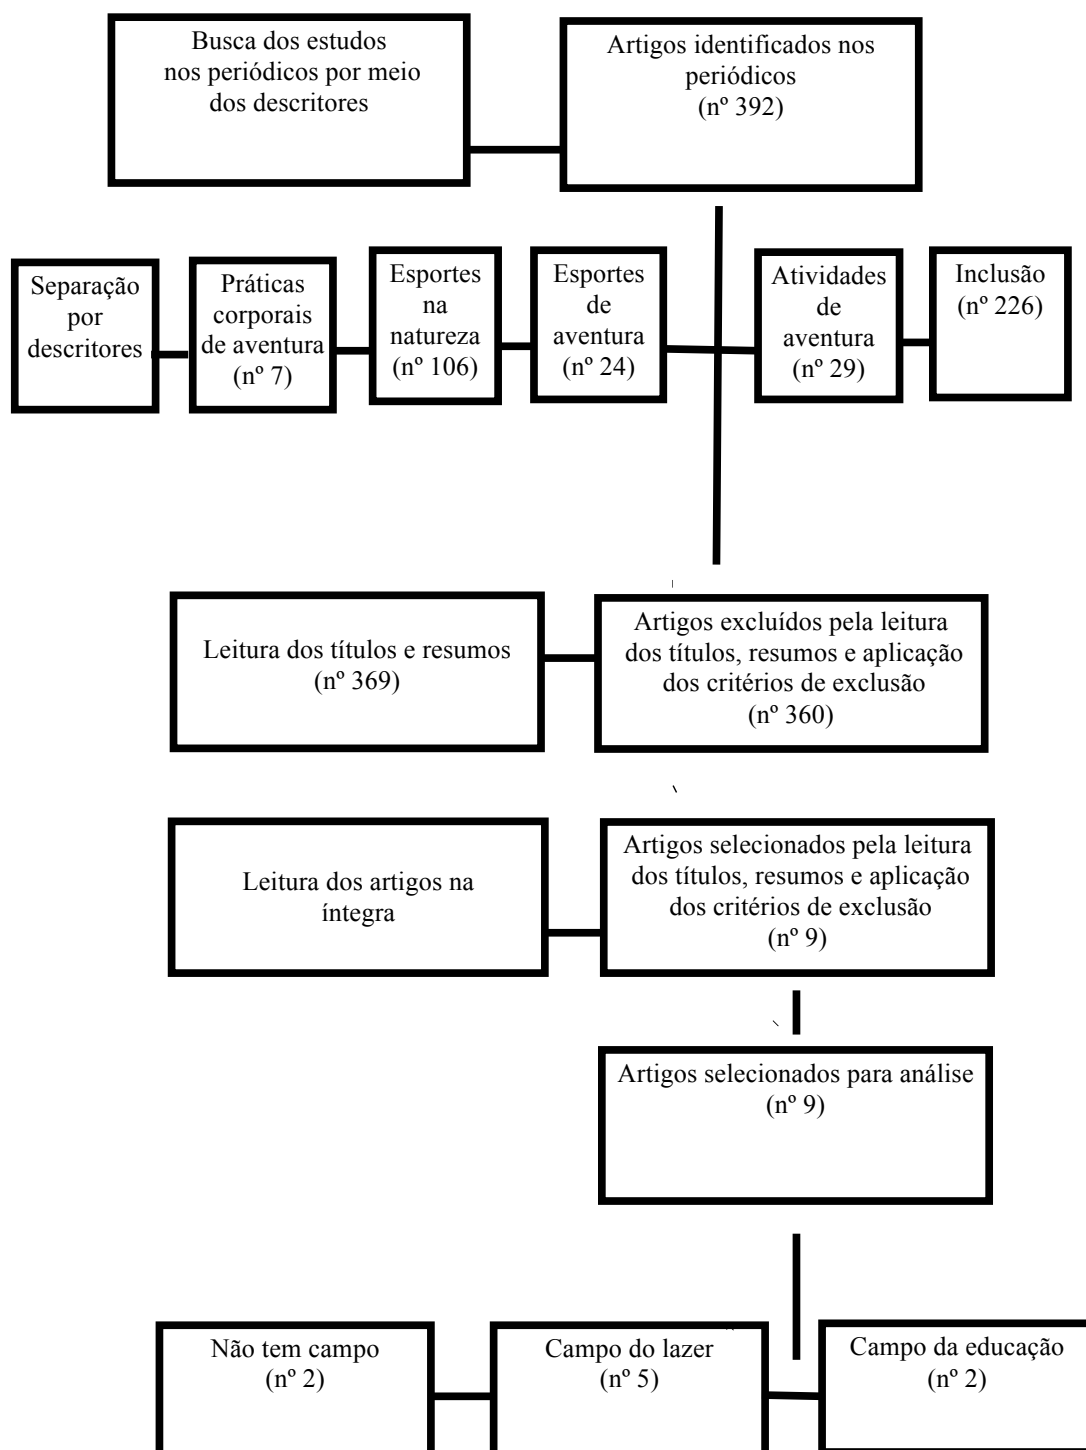 Busca dos estudos
nos periódicos por meio
dos descritores
Artigos identificados nos
periódicos
(nº 392)
Separação
por
descritores
Práticas
corporais
de aventura
(nº 7)
Esportes
na
natureza
(nº 106)
Esportes
de
aventura
(nº 24)
Atividades
de
aventura
(nº 29)
Inclusão
(nº 226)
Leitura dos títulos e resumos
(nº 369)
Artigos excluídos pela leitura
dos títulos, resumos e aplicação
dos critérios de exclusão
(nº 360)
Leitura dos artigos na
íntegra
Artigos selecionados pela leitura
dos títulos, resumos e aplicação
dos critérios de exclusão
(nº 9)
Artigos selecionados para análise
(nº 9)
Não tem campo
(nº 2)
Campo do lazer
(nº 5)
Campo da educação
(nº 2)